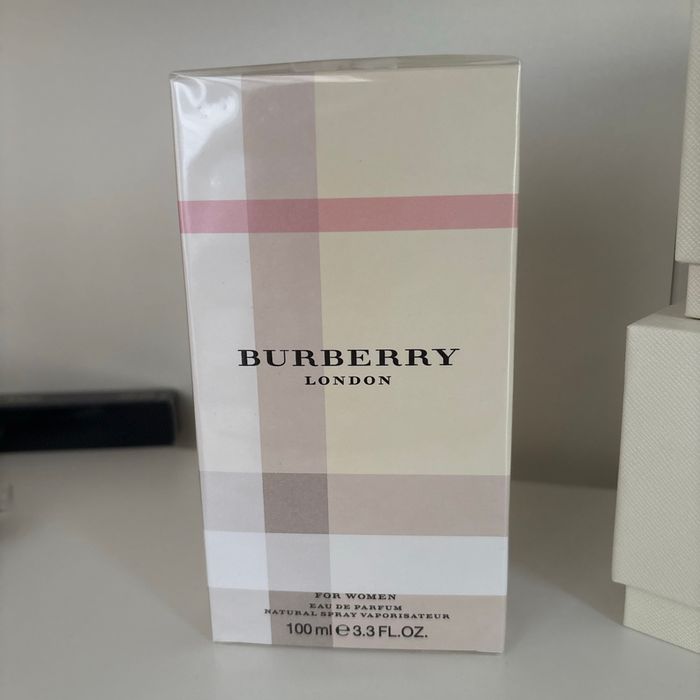 BURBERRY
LONDON
FOR WOMEN
EAU DE PARFUM
NATURAL SPRAY VAPORISATEUR
100 ml ℮ 3.3 FL.OZ.